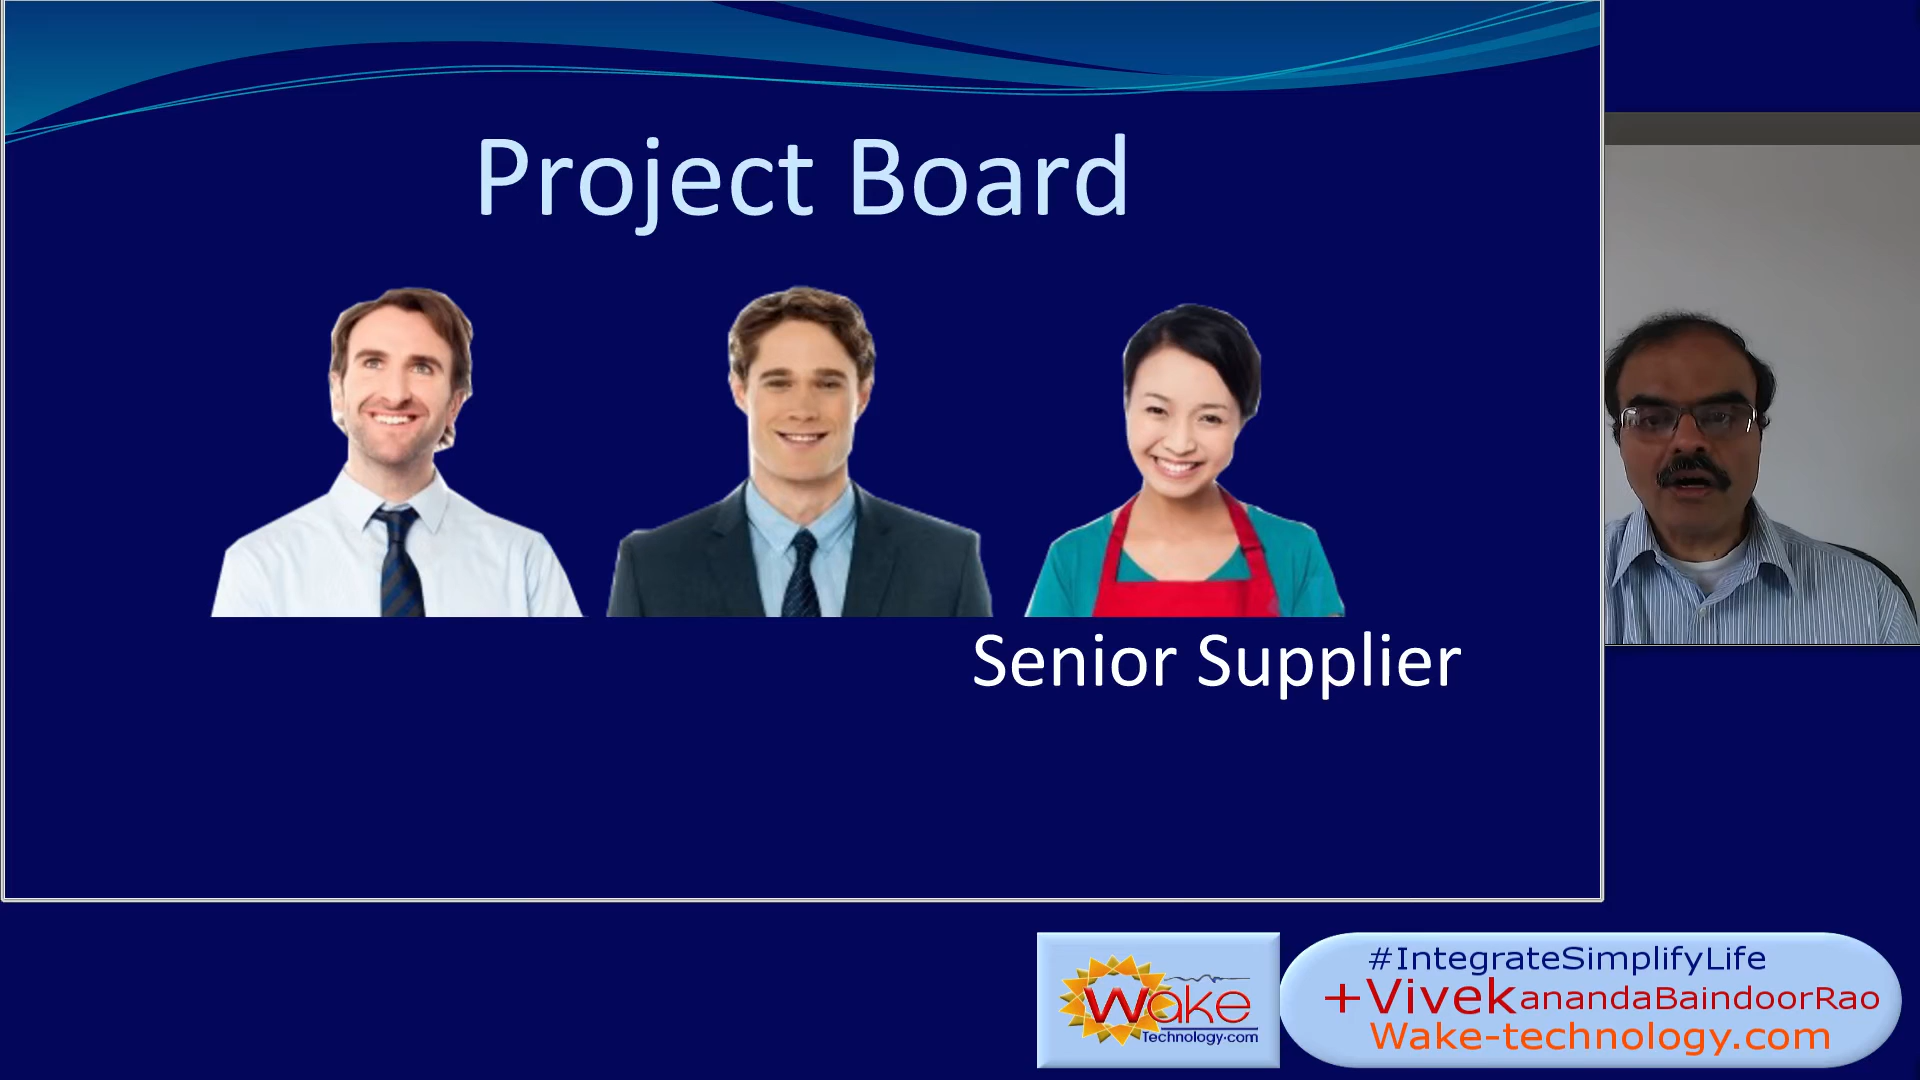 Project Board
Senior Supplier
Wake
Technology.com
#IntegrateSimplifyLife
+VivekanandaBaindoorRao
Wake-technology.com